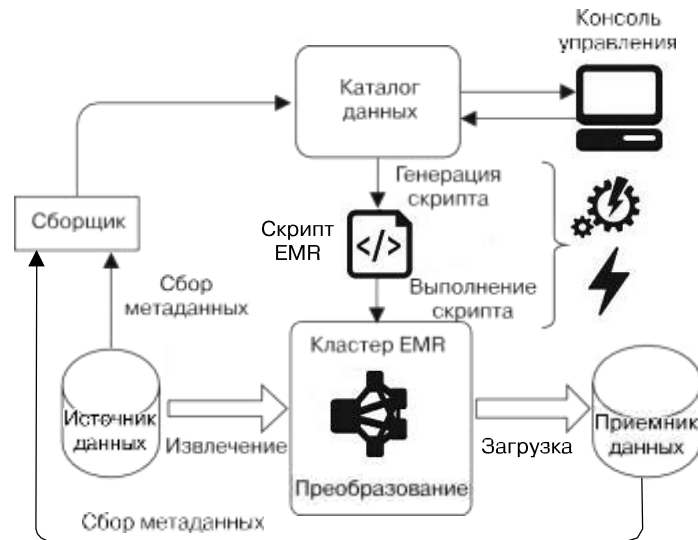 Консоль
управления
Каталог
данных
Генерация
скрипта
Сборщик
Скрипт
EMR
</>
Сбор
метаданных
Выполнение
скрипта
Кластер EMR
Источник
данных
Извлечение
Загрузка
Приемник
данных
Преобразование
Сбор метаданных